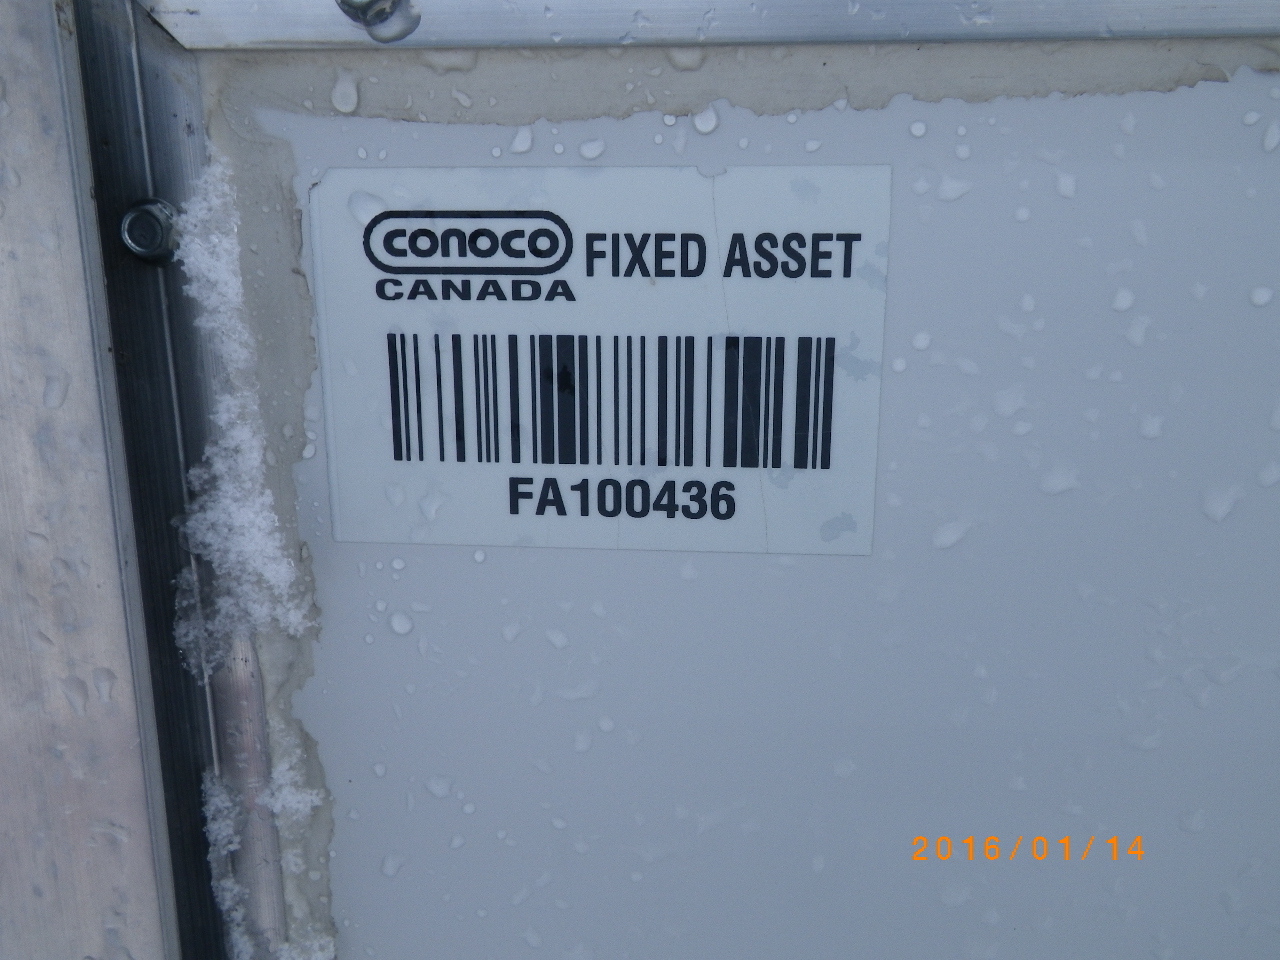 CONOCO FIXED ASSET
CANADA
FA100436
2016/01/14